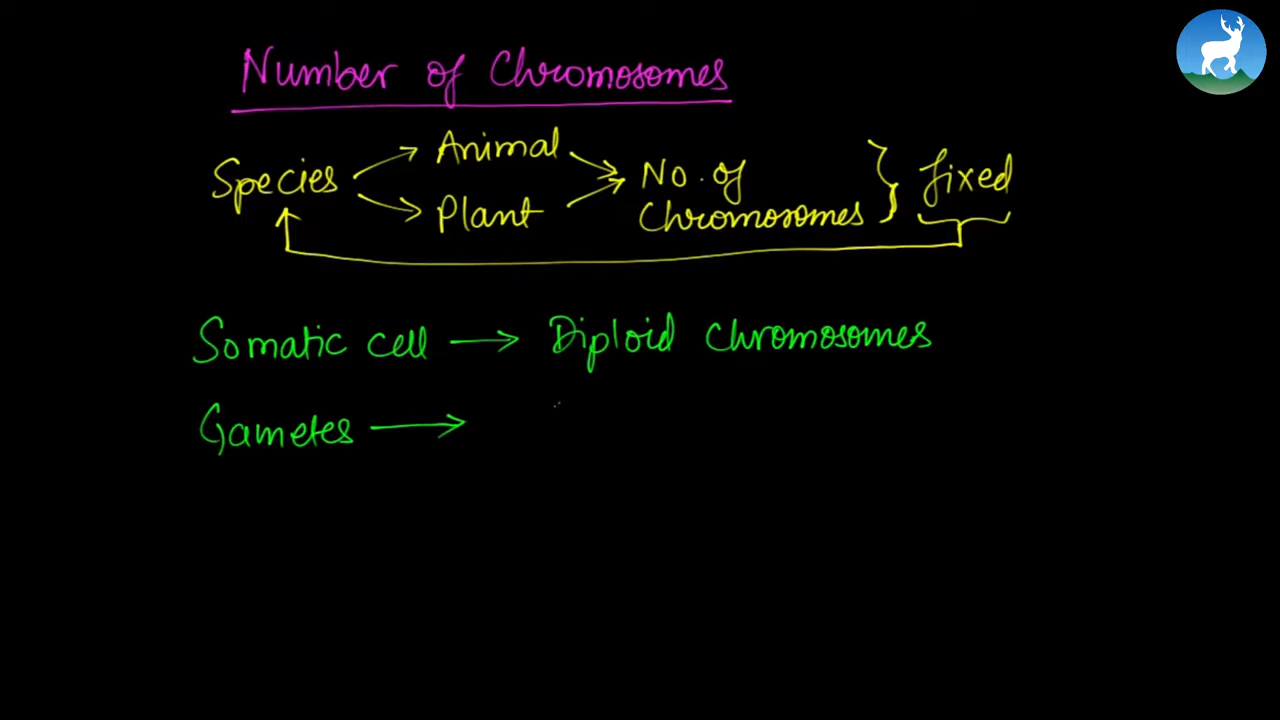 Number of Chromosomes
Species → Animal → No. of Chromosomes } fixed
Plant
Somatic cell → Diploid chromosomes
Gametes →